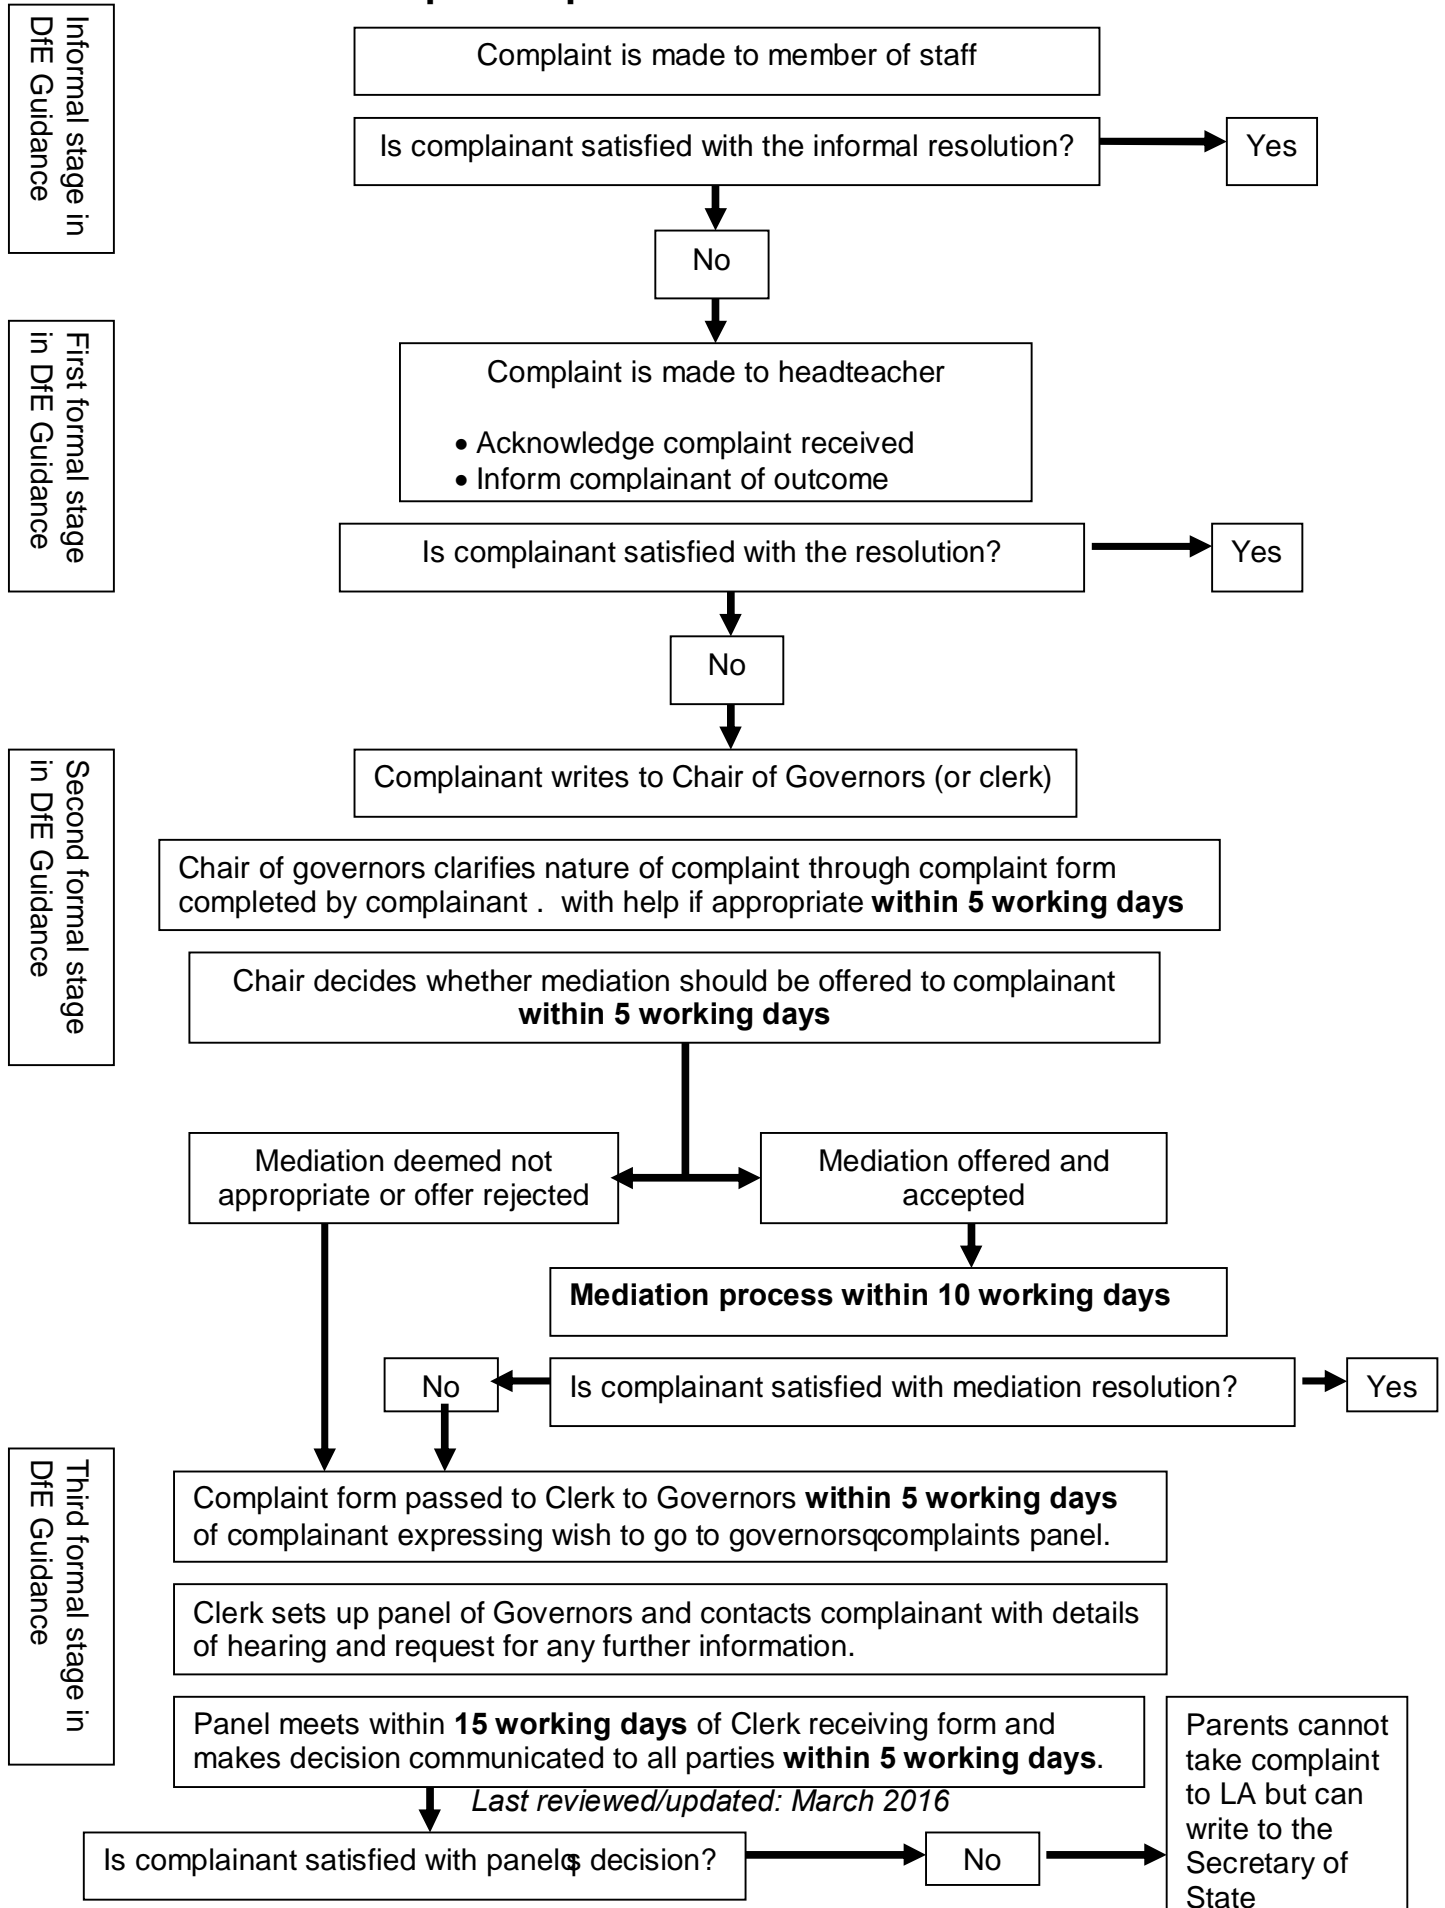 Informal stage in
DfE Guidance
Complaint is made to member of staff
Is complainant satisfied with the informal resolution?
Yes
No
First formal stage
in DfE Guidance
Complaint is made to headteacher
• Acknowledge complaint received
• Inform complainant of outcome
Is complainant satisfied with the resolution?
Yes
No
Second formal stage
in DfE Guidance
Complainant writes to Chair of Governors (or clerk)
Chair of governors clarifies nature of complaint through complaint form
completed by complainant . with help if appropriate within 5 working days
Chair decides whether mediation should be offered to complainant
within 5 working days
Mediation deemed not
appropriate or offer rejected
Mediation offered and
accepted
Mediation process within 10 working days
No
Is complainant satisfied with mediation resolution?
Yes
Third formal stage in
DfE Guidance
Complaint form passed to Clerk to Governors within 5 working days
of complainant expressing wish to go to governorsqcomplaints panel.
Clerk sets up panel of Governors and contacts complainant with details
of hearing and request for any further information.
Panel meets within 15 working days of Clerk receiving form and
makes decision communicated to all parties within 5 working days.
Last reviewed/updated: March 2016
Is complainant satisfied with panelqs decision?
No
Parents cannot
take complaint
to LA but can
write to the
Secretary of
State